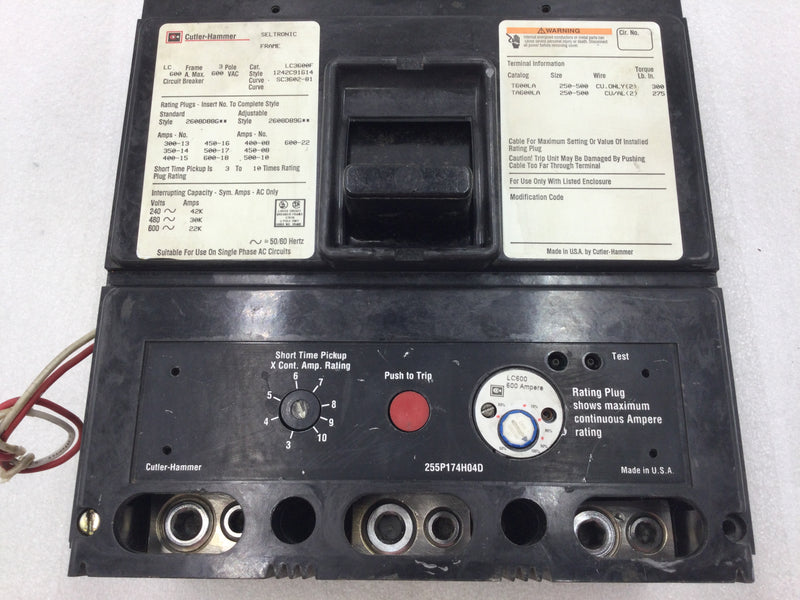 Cutler-Hammer
SELTRONIC
FRAME
LC Frame 3 Pole Cat. LC3600F
600 A. Max. 600 VAC Style 1242C91G14
Circuit Breaker Curve - SC3602-81
Curve
Rating Plugs - Insert No. To Complete Style
Standard Adjustable
Style 2608D88G** Style 2608D89G**
Amps - No. Amps - No.
300-13 450-16 400-08 600-22
350-14 500-17 450-08
400-15 600-18 500-10
Short Time Pickup Is 3 To 10 Times Rating
Plug Rating
Interrupting Capacity - Sym. Amps - AC Only
Volts Amps
240 ~ 42K
480 ~ 30K
600 ~ 22K
~ = 50/60 Hertz
Suitable For Use On Single Phase AC Circuits
WARNING
Cir. No.
Terminal Information
Torque
Catalog Size Wire Lb. In.
T600LA 250-500 CU.ONLY(2) 300
TA600LA 250-500 CU/AL(2) 275
Cable For Maximum Setting Or Value Of Installed
Rating Plug
Caution! Trip Unit May Be Damaged By Pushing
Cable Too Far Through Terminal
For Use Only With Listed Enclosure
Modification Code
Made in U.S.A. by Cutler-Hammer
Short Time Pickup
X Cont. Amp. Rating
6
5 7
4 8
3 9
10
Push to Trip
Test
LC600
600 Ampere
Rating Plug
shows maximum
continuous Ampere
rating
Cutler-Hammer
255P174H04D
Made in U.S.A.